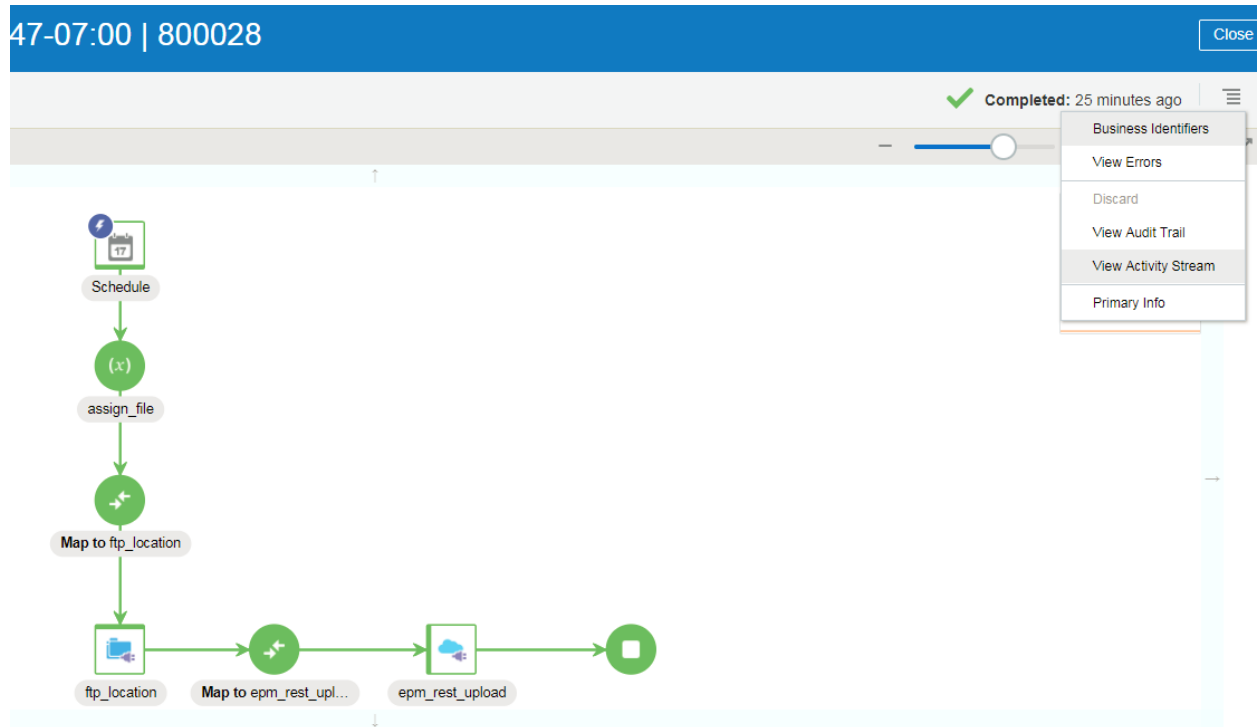 47-07:00 | 800028
Close
Completed: 25 minutes ago
Business Identifiers
View Errors
Discard
View Audit Trail
View Activity Stream
Primary Info
17
Schedule
(x)
assign_file
Map to ftp_location
ftp_location
Map to epm_rest_upl...
epm_rest_upload